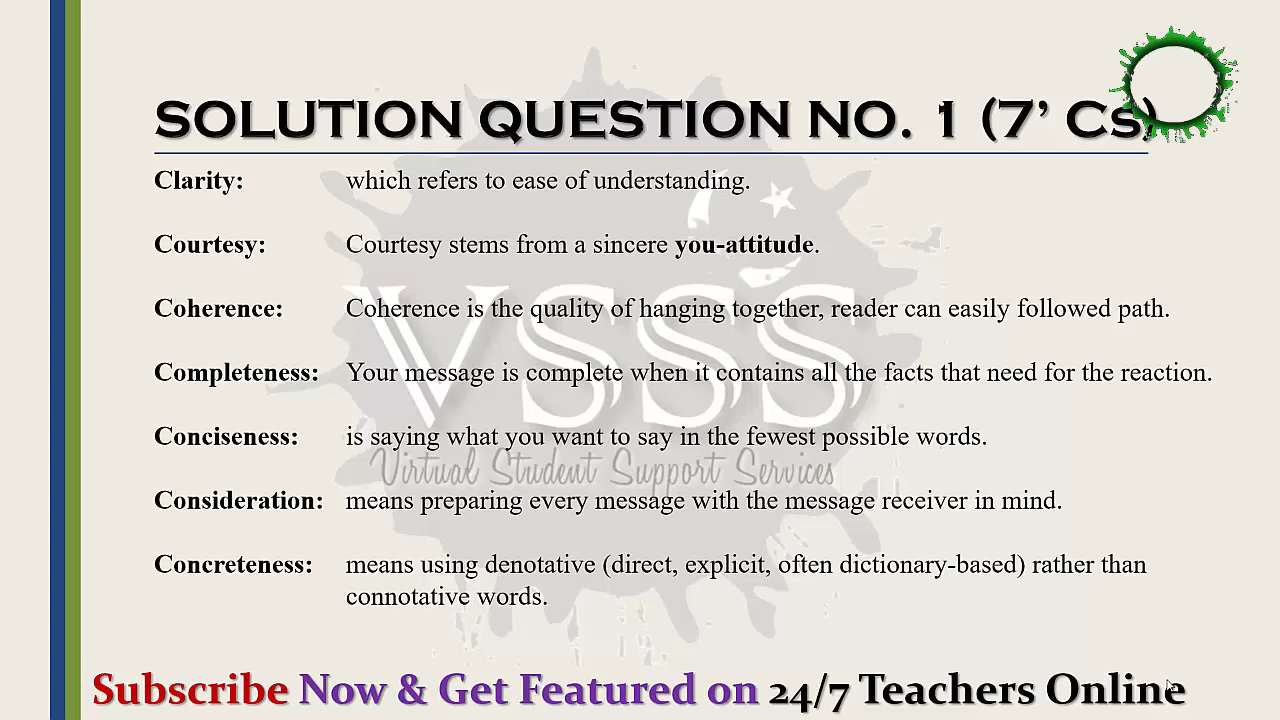 SOLUTION QUESTION NO. 1 (7’ Cs)
Clarity: which refers to ease of understanding.
Courtesy: Courtesy stems from a sincere you-attitude.
Coherence: Coherence is the quality of hanging together, reader can easily followed path.
Completeness: Your message is complete when it contains all the facts that need for the reaction.
Conciseness: is saying what you want to say in the fewest possible words.
Consideration: means preparing every message with the message receiver in mind.
Concreteness: means using denotative (direct, explicit, often dictionary-based) rather than
connotative words.
VSSS
Virtual Student Support Services
Subscribe Now & Get Featured on 24/7 Teachers Online